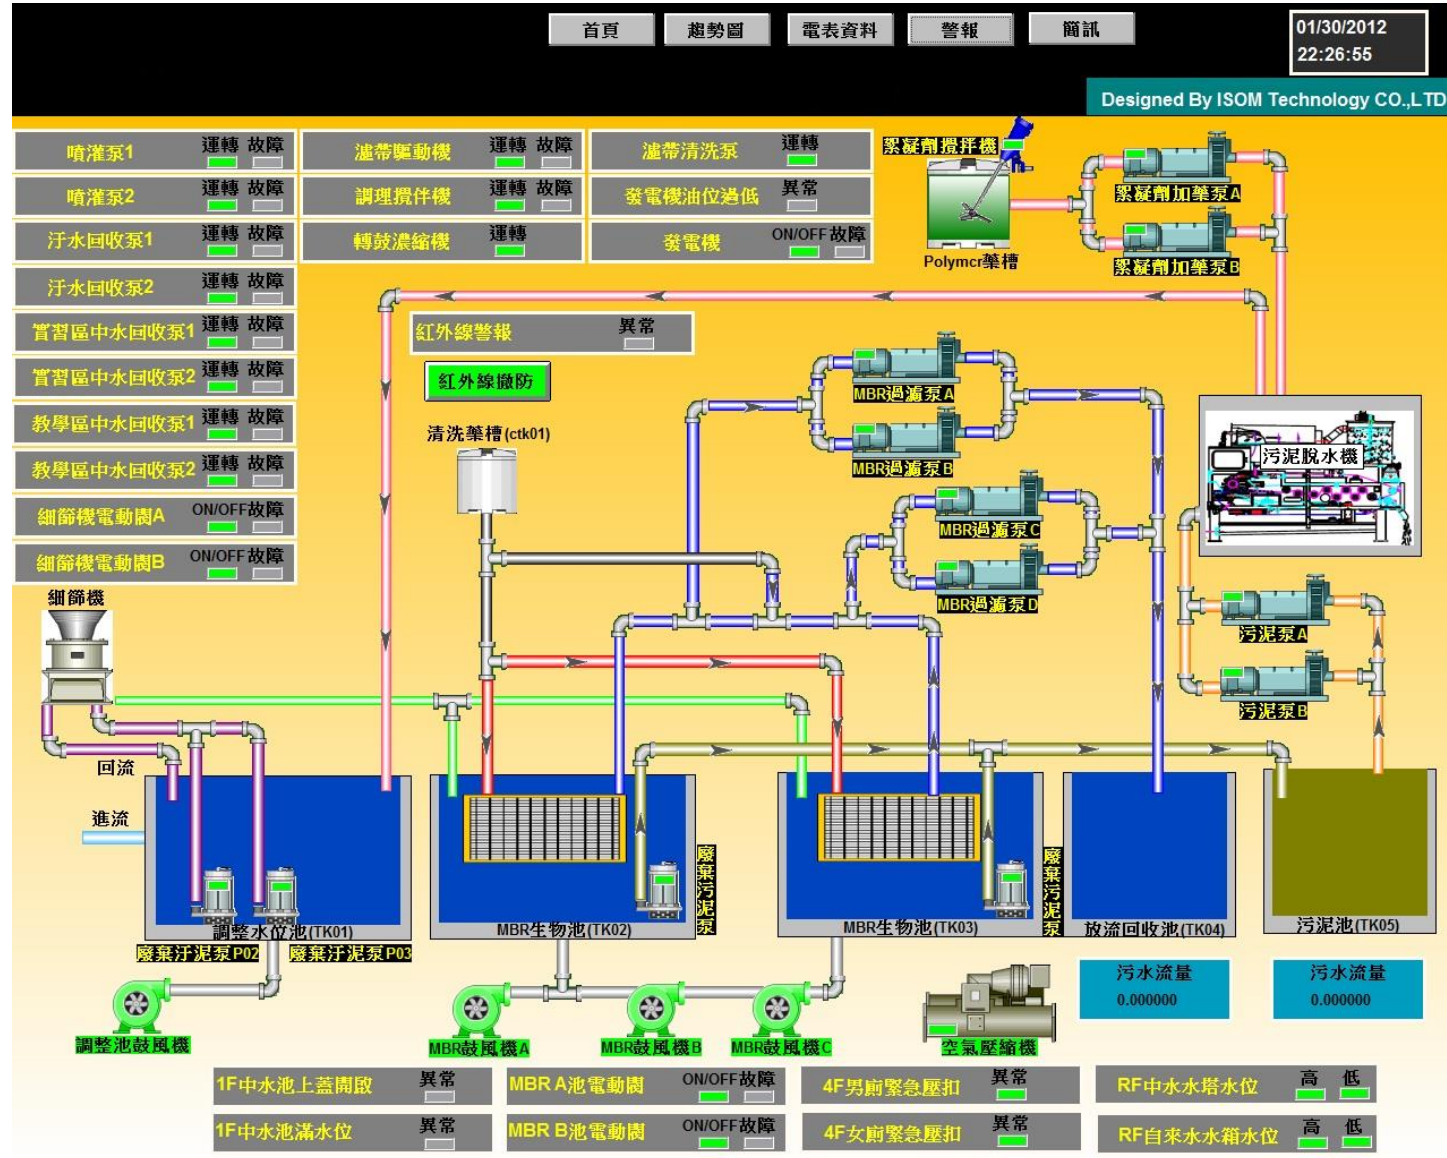 首頁 趨勢圖 電表資料 警報 簡訊
01/30/2012
22:26:55
Designed By ISOM Technology CO.,LTD
噴灌泵1 運轉 故障
濾帶驅動機 運轉 故障
濾帶清洗泵 運轉
噴灌泵2 運轉 故障
調理攪伴機 運轉 故障
發電機油位過低 異常
汙水回收泵1 運轉 故障
轉鼓濃縮機 運轉
發電機 ON/OFF 故障
汙水回收泵2 運轉 故障
實習區中水回收泵1 運轉 故障
實習區中水回收泵2 運轉 故障
教學區中水回收泵1 運轉 故障
教學區中水回收泵2 運轉 故障
細篩機電動閥A ON/OFF 故障
細篩機電動閥B ON/OFF 故障
絮凝劑攪拌機
Polymcr藥槽
絮凝劑加藥泵A
絮凝劑加藥泵B
紅外線警報 異常
紅外線撤防
清洗藥槽(ctk01)
MBR過濾泵A
MBR過濾泵B
MBR過濾泵C
MBR過濾泵D
污泥脫水機
污泥泵A
污泥泵B
細篩機
回流
進流
調整水位池(TK01)
廢棄汙泥泵P02
廢棄汙泥泵P03
MBR生物池(TK02)
廢棄污泥泵
MBR生物池(TK03)
廢棄污泥泵
放流回收池(TK04)
污泥池(TK05)
調整池鼓風機
MBR鼓風機A
MBR鼓風機B
MBR鼓風機C
空氣壓縮機
污水流量
0.000000
污水流量
0.000000
1F中水池上蓋開啟 異常
MBR A池電動閥 ON/OFF 故障
4F男廁緊急壓扣 異常
RF中水水塔水位 高 低
1F中水池滿水位 異常
MBR B池電動閥 ON/OFF 故障
4F女廁緊急壓扣 異常
RF自來水水箱水位 高 低